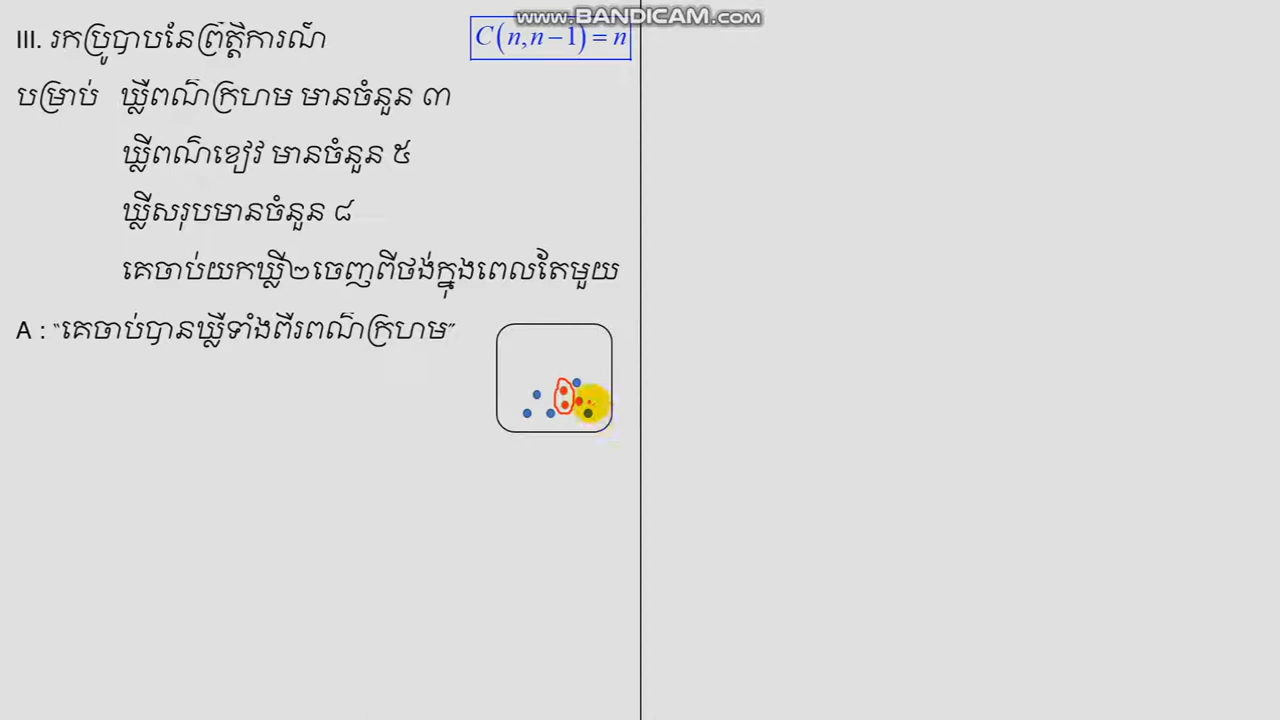 www.BANDICAM.com
III. រកប្រូបាបនៃព្រឹត្តិការណ៍
C(n,n−1)=n
បម្រាប់ ឃ្លីពណ៌ក្រហម មានចំនួន ៣
ឃ្លីពណ៌ខៀវ មានចំនួន ៥
ឃ្លីសរុបមានចំនួន ៨
គេចាប់យកឃ្លី២ចេញពីថង់ក្នុងពេលតែមួយ
A : “គេចាប់បានឃ្លីទាំងពីរពណ៌ក្រហម”